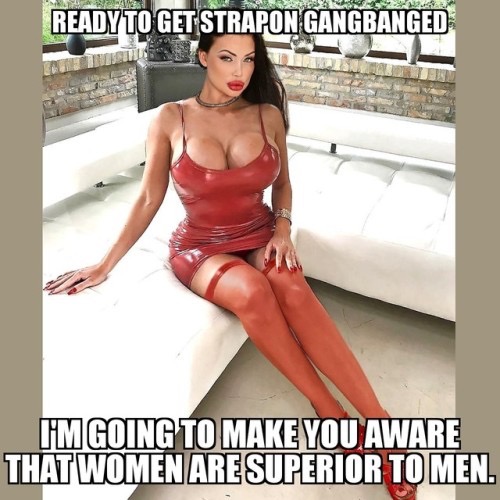 READY TO GET STRAPON GANGBANGED
I'M GOING TO MAKE YOU AWARE
THAT WOMEN ARE SUPERIOR TO MEN.